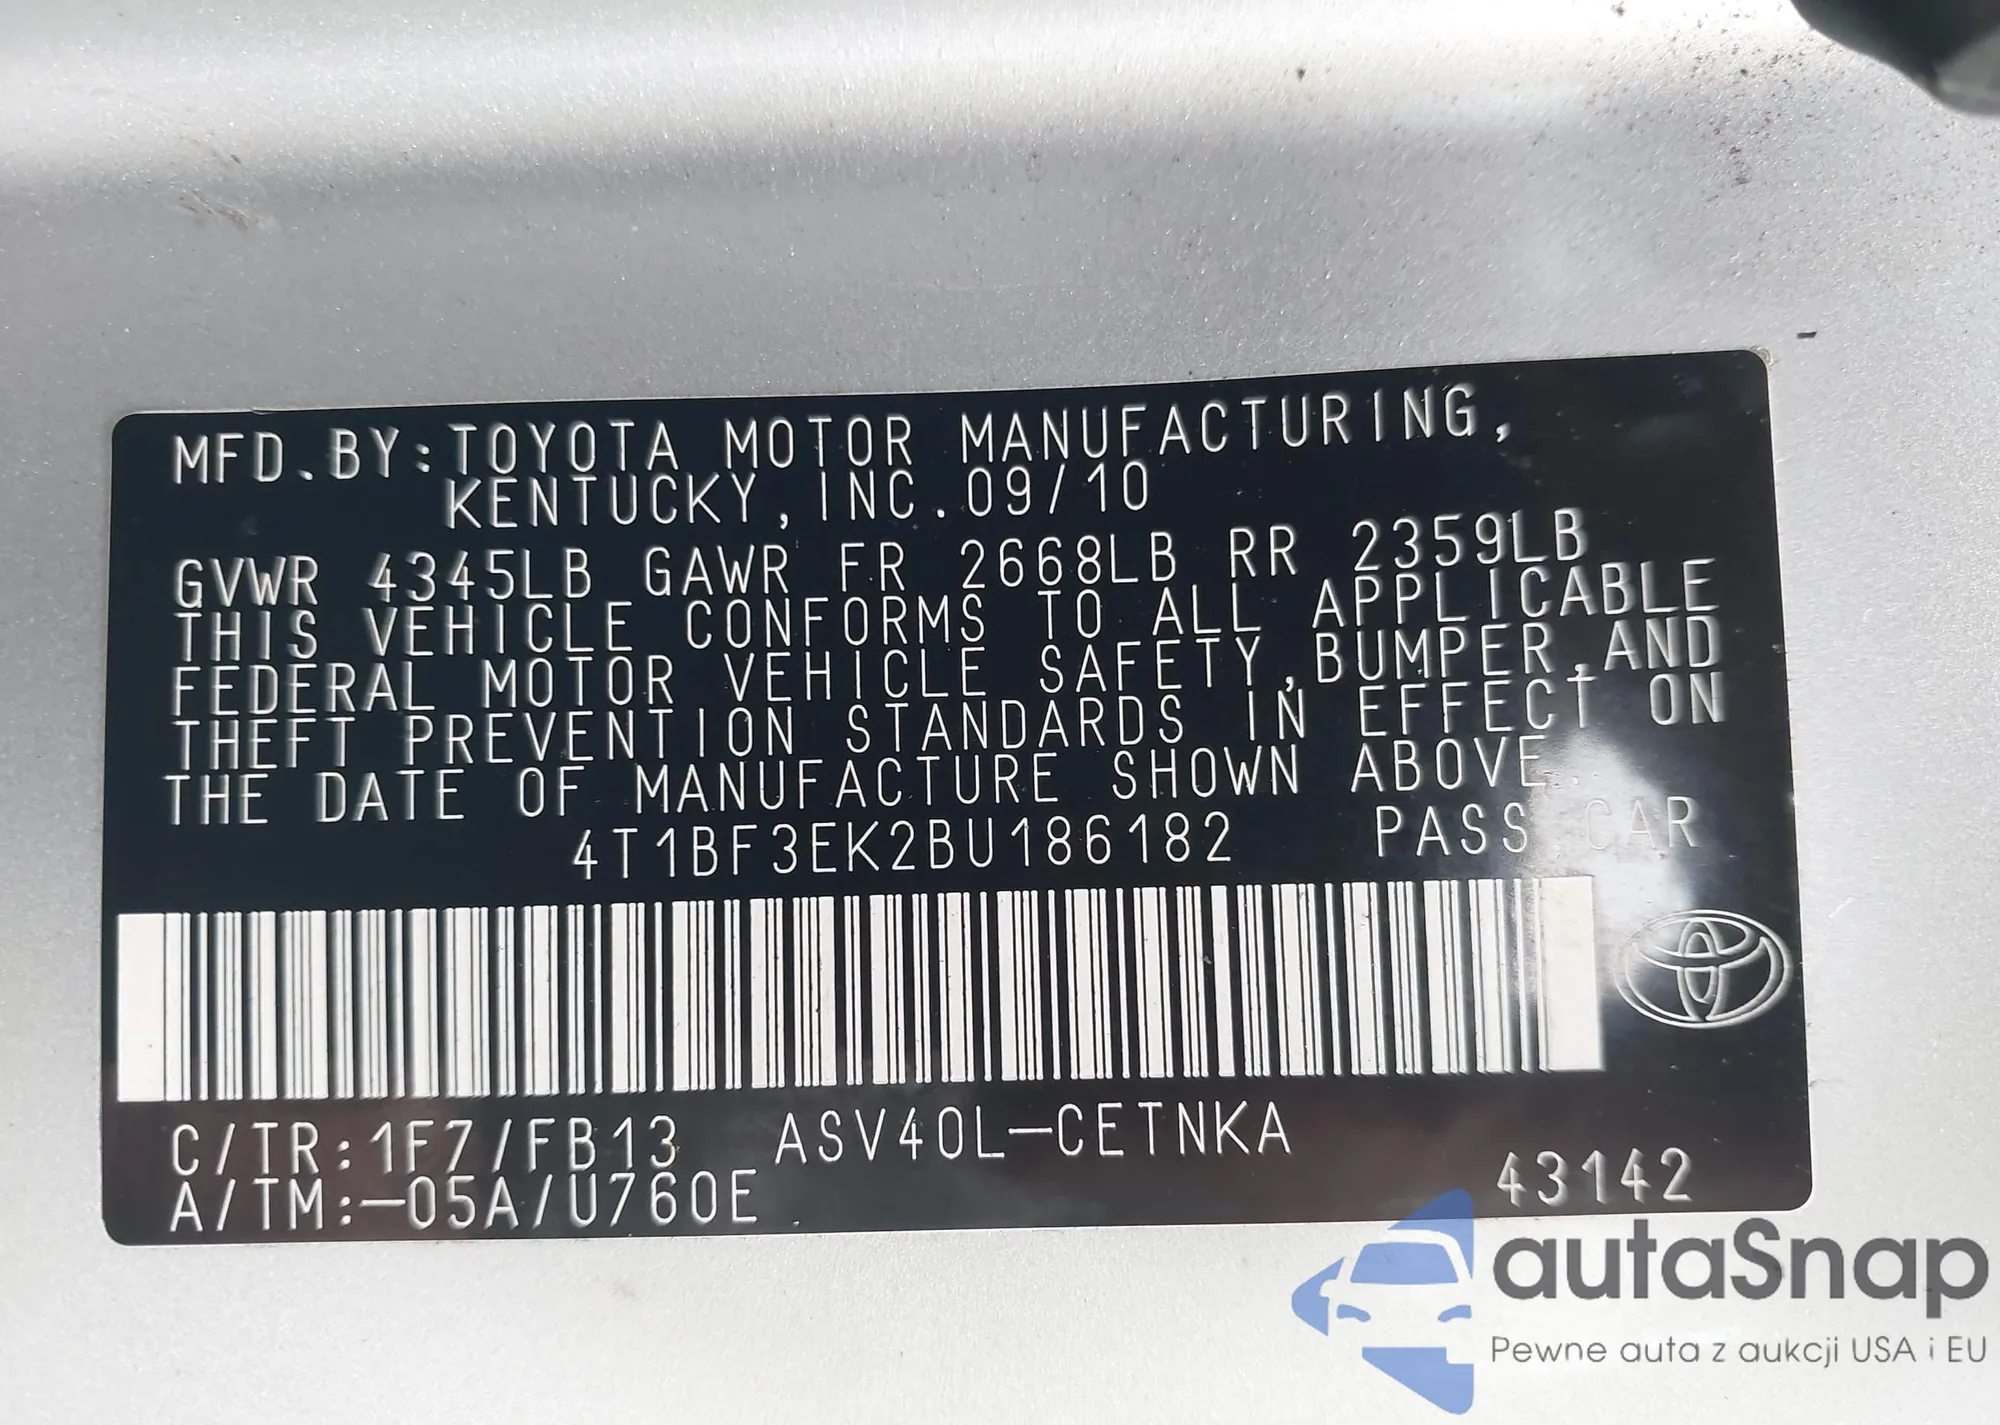 MFD.BY:TOYOTA MOTOR MANUFACTURING,
KENTUCKY,INC.09/10
GVWR 4345LB GAWR FR 2668LB RR 2359LB
THIS VEHICLE CONFORMS TO ALL APPLICABLE
FEDERAL MOTOR VEHICLE SAFETY,BUMPER,AND
THEFT PREVENTION STANDARDS IN EFFECT ON
THE DATE OF MANUFACTURE SHOWN ABOVE.
4T1BF3EK2BU186182 PASS CAR
C/TR:1F7/FB13 ASV40L-CETNKA
A/TM:-05A/U760E 43142
autaSnap
Pewne auta z aukcji USA i EU